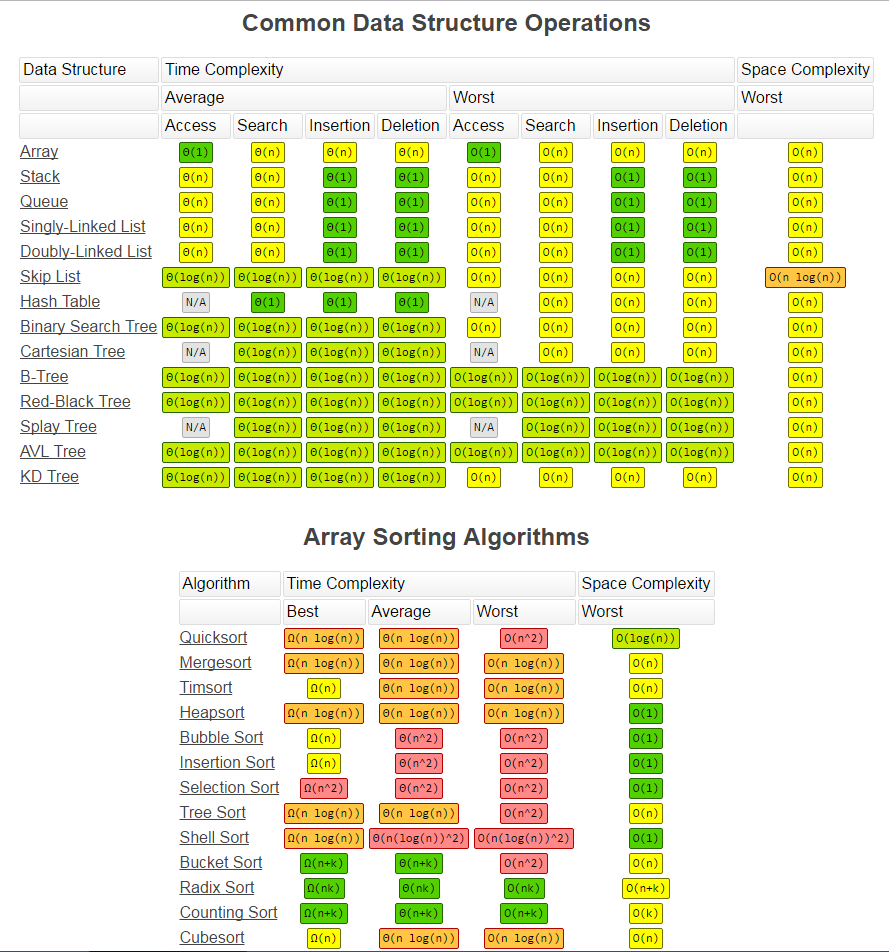 Common Data Structure Operations
Data Structure Time Complexity Space Complexity
Average Worst Worst
Access Search Insertion Deletion Access Search Insertion Deletion
Array Θ(1) Θ(n) Θ(n) Θ(n) O(1) O(n) O(n) O(n) O(n)
Stack Θ(n) Θ(n) Θ(1) Θ(1) O(n) O(n) O(1) O(1) O(n)
Queue Θ(n) Θ(n) Θ(1) Θ(1) O(n) O(n) O(1) O(1) O(n)
Singly-Linked List Θ(n) Θ(n) Θ(1) Θ(1) O(n) O(n) O(1) O(1) O(n)
Doubly-Linked List Θ(n) Θ(n) Θ(1) Θ(1) O(n) O(n) O(1) O(1) O(n)
Skip List Θ(log(n)) Θ(log(n)) Θ(log(n)) Θ(log(n)) O(n) O(n) O(n) O(n) O(n log(n))
Hash Table N/A Θ(1) Θ(1) Θ(1) N/A O(n) O(n) O(n) O(n)
Binary Search Tree Θ(log(n)) Θ(log(n)) Θ(log(n)) Θ(log(n)) O(n) O(n) O(n) O(n) O(n)
Cartesian Tree N/A Θ(log(n)) Θ(log(n)) Θ(log(n)) N/A O(n) O(n) O(n) O(n)
B-Tree Θ(log(n)) Θ(log(n)) Θ(log(n)) Θ(log(n)) O(log(n)) O(log(n)) O(log(n)) O(log(n)) O(n)
Red-Black Tree Θ(log(n)) Θ(log(n)) Θ(log(n)) Θ(log(n)) O(log(n)) O(log(n)) O(log(n)) O(log(n)) O(n)
Splay Tree N/A Θ(log(n)) Θ(log(n)) Θ(log(n)) N/A O(log(n)) O(log(n)) O(log(n)) O(n)
AVL Tree Θ(log(n)) Θ(log(n)) Θ(log(n)) Θ(log(n)) O(log(n)) O(log(n)) O(log(n)) O(log(n)) O(n)
KD Tree Θ(log(n)) Θ(log(n)) Θ(log(n)) Θ(log(n)) O(n) O(n) O(n) O(n) O(n)
Array Sorting Algorithms
Algorithm Time Complexity Space Complexity
Best Average Worst Worst
Quicksort Ω(n log(n)) Θ(n log(n)) O(n^2) O(log(n))
Mergesort Ω(n log(n)) Θ(n log(n)) O(n log(n)) O(n)
Timsort Ω(n) Θ(n log(n)) O(n log(n)) O(n)
Heapsort Ω(n log(n)) Θ(n log(n)) O(n log(n)) O(1)
Bubble Sort Ω(n) Θ(n^2) O(n^2) O(1)
Insertion Sort Ω(n) Θ(n^2) O(n^2) O(1)
Selection Sort Ω(n^2) Θ(n^2) O(n^2) O(1)
Tree Sort Ω(n log(n)) Θ(n log(n)) O(n^2) O(n)
Shell Sort Ω(n log(n)) Θ(n(log(n))^2) O(n(log(n))^2) O(1)
Bucket Sort Ω(n+k) Θ(n+k) O(n^2) O(n)
Radix Sort Ω(nk) Θ(nk) O(nk) O(n+k)
Counting Sort Ω(n+k) Θ(n+k) O(n+k) O(k)
Cubesort Ω(n) Θ(n log(n)) O(n log(n)) O(n)